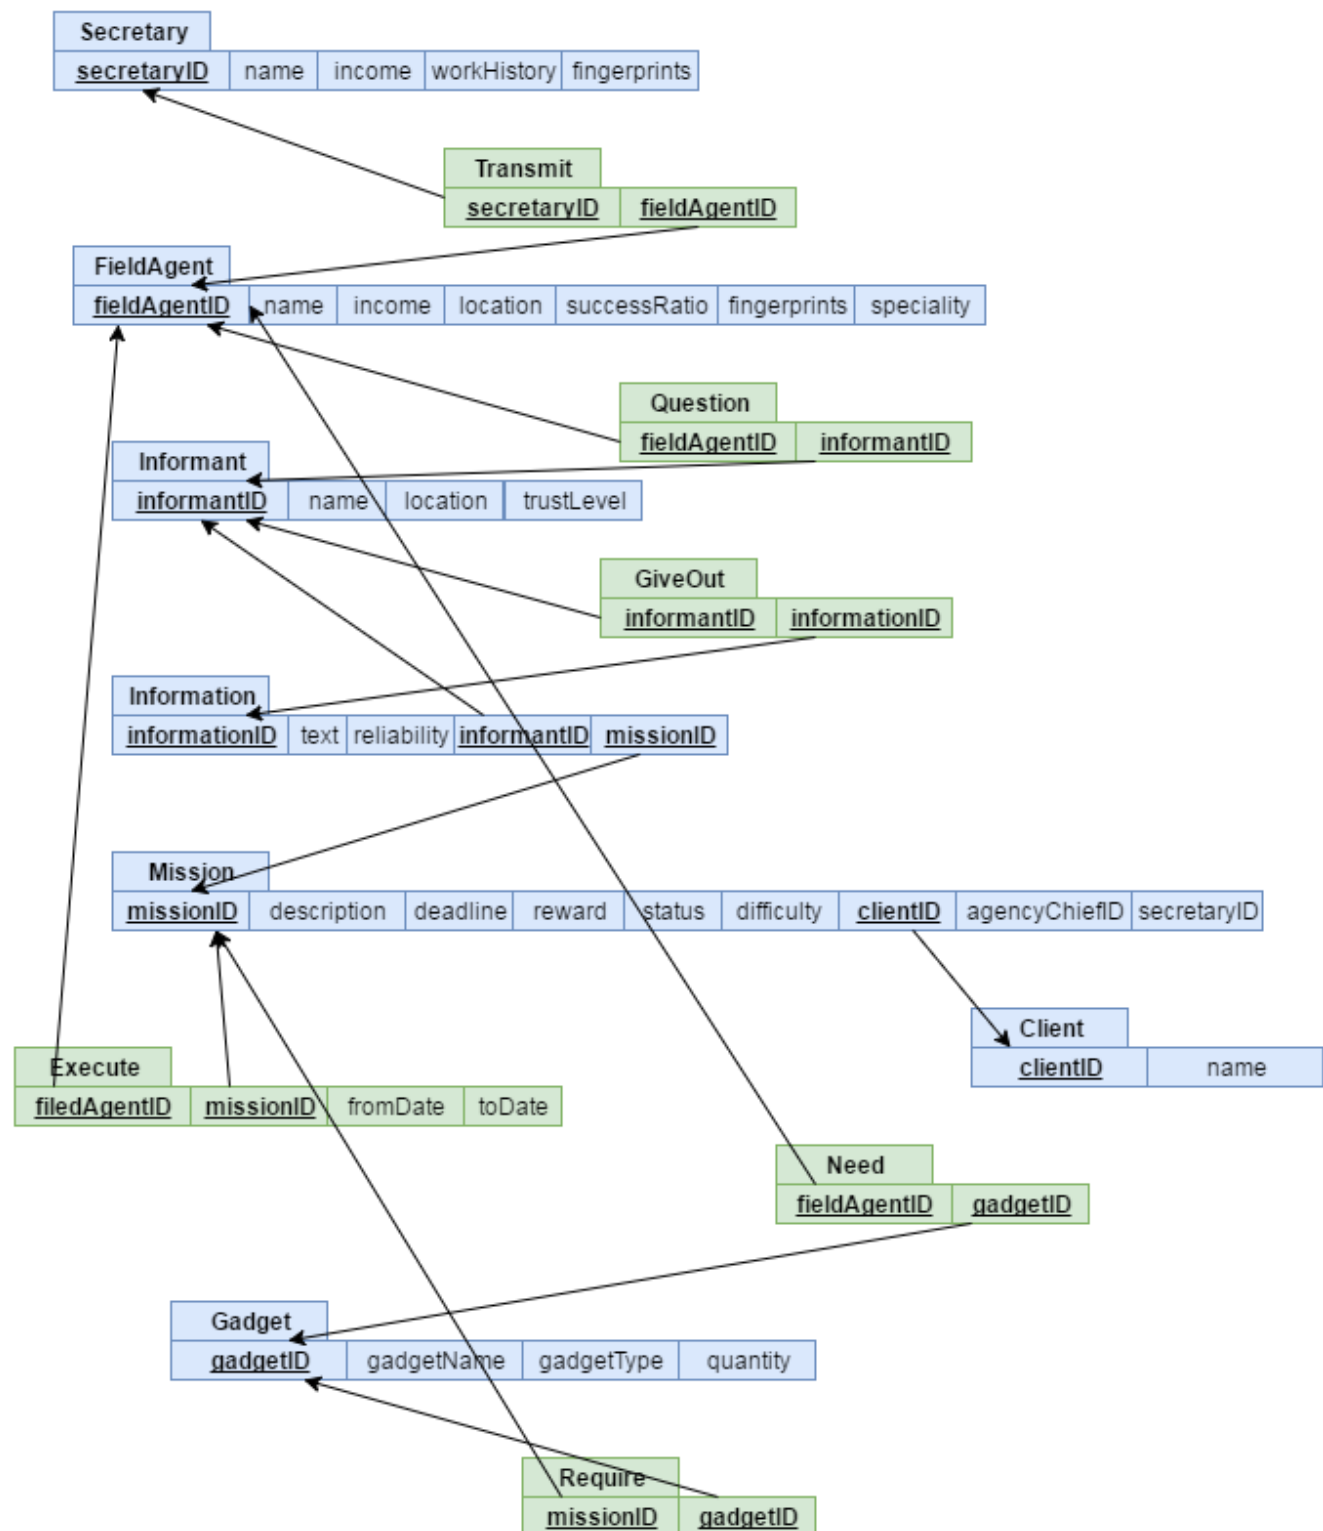 Secretary
secretaryID name income workHistory fingerprints
Transmit
secretaryID fieldAgentID
FieldAgent
fieldAgentID name income location successRatio fingerprints speciality
Question
fieldAgentID informantID
Informant
informantID name location trustLevel
GiveOut
informantID informationID
Information
informationID text reliability informantID missionID
Mission
missionID description deadline reward status difficulty clientID agencyChiefID secretaryID
Client
clientID name
Execute
filedAgentID missionID fromDate toDate
Need
fieldAgentID gadgetID
Gadget
gadgetID gadgetName gadgetType quantity
Require
missionID gadgetID